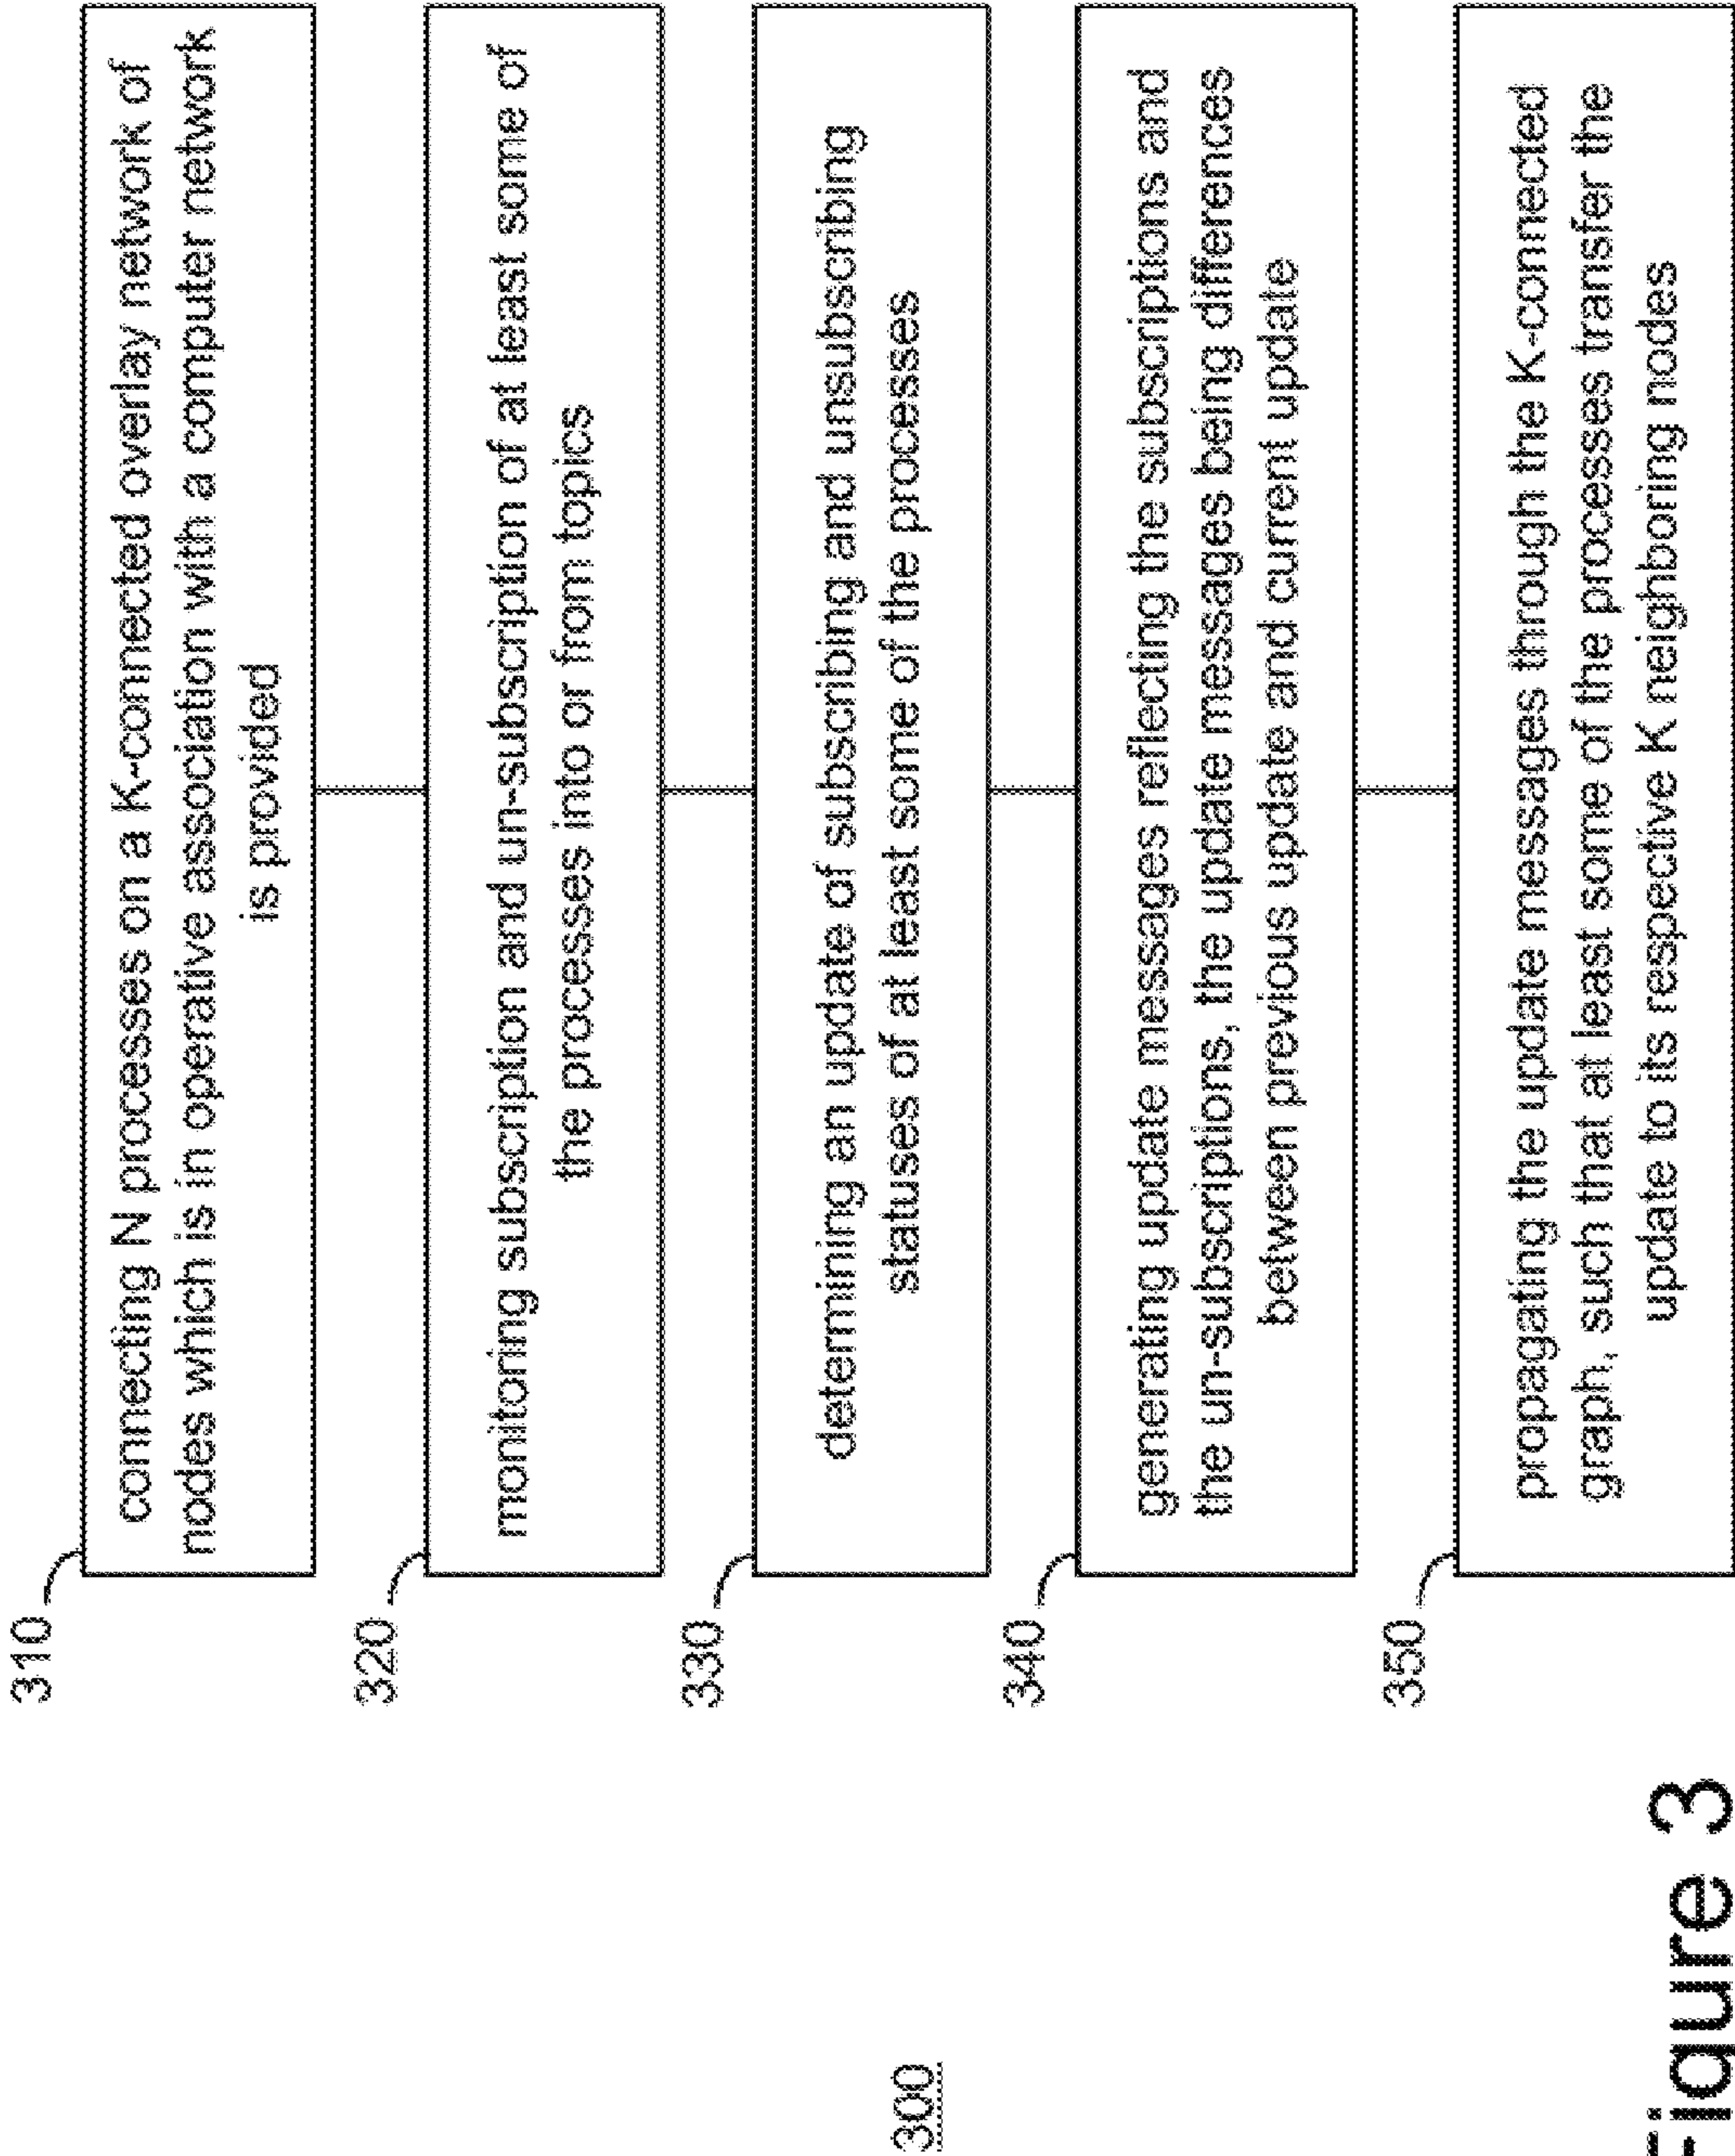 310
connecting N processes on a K-connected overlay network of
nodes which is in operative association with a computer network
is provided
320
monitoring subscription and un-subscription of at least some of
the processes into or from topics
330
determining an update of subscribing and unsubscribing
statuses of at least some of the processes
300
340
generating update messages reflecting the subscriptions and
the un-subscriptions, the update messages being differences
between previous update and current update
350
propagating the update messages through the K-connected
graph, such that at least some of the processes transfer the
update to its respective K neighboring nodes
Figure 3